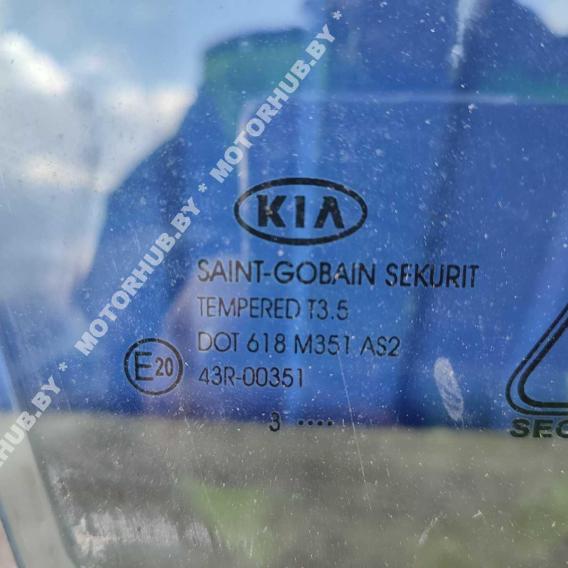 MOTORHUB.BY * MOTORHUB.BY * MOTORHUB.BY
KIA
SAINT-GOBAIN SEKURIT
TEMPERED T3.5
DOT 618 M351 AS2
E20
43R-00351
3 ....